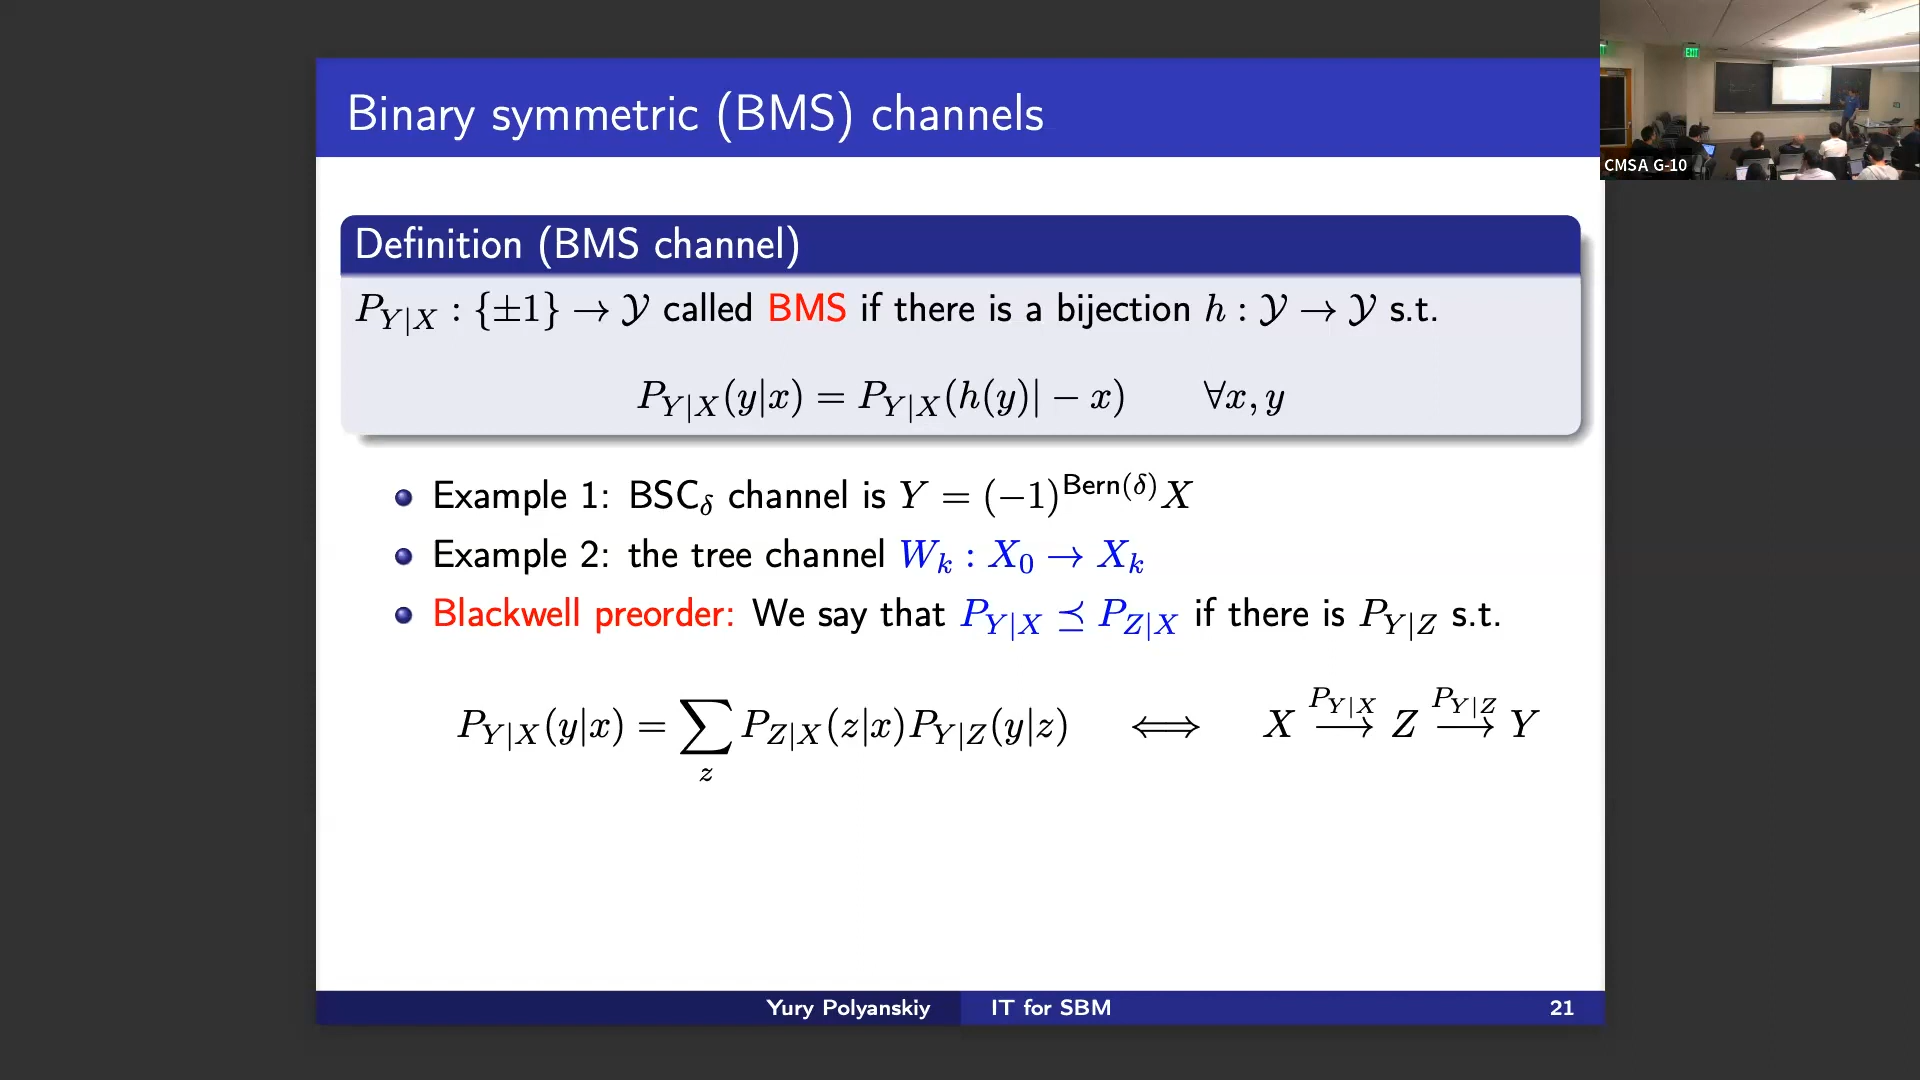 Binary symmetric (BMS) channels
EXIT
CMSA G-10
Definition (BMS channel)
P_{Y|X} : {±1} → 𝒴 called BMS if there is a bijection h : 𝒴 → 𝒴 s.t.
P_{Y|X}(y|x) = P_{Y|X}(h(y)| − x) ∀x, y
Example 1: BSC_δ channel is Y = (−1)^{Bern(δ)}X
Example 2: the tree channel W_k : X_0 → X_k
Blackwell preorder: We say that P_{Y|X} ⪯ P_{Z|X} if there is P_{Y|Z} s.t.
P_{Y|X}(y|x) = ∑_z P_{Z|X}(z|x)P_{Y|Z}(y|z) ⟺ X →^{P_{Y|X}} Z →^{P_{Y|Z}} Y
Yury Polyanskiy IT for SBM 21